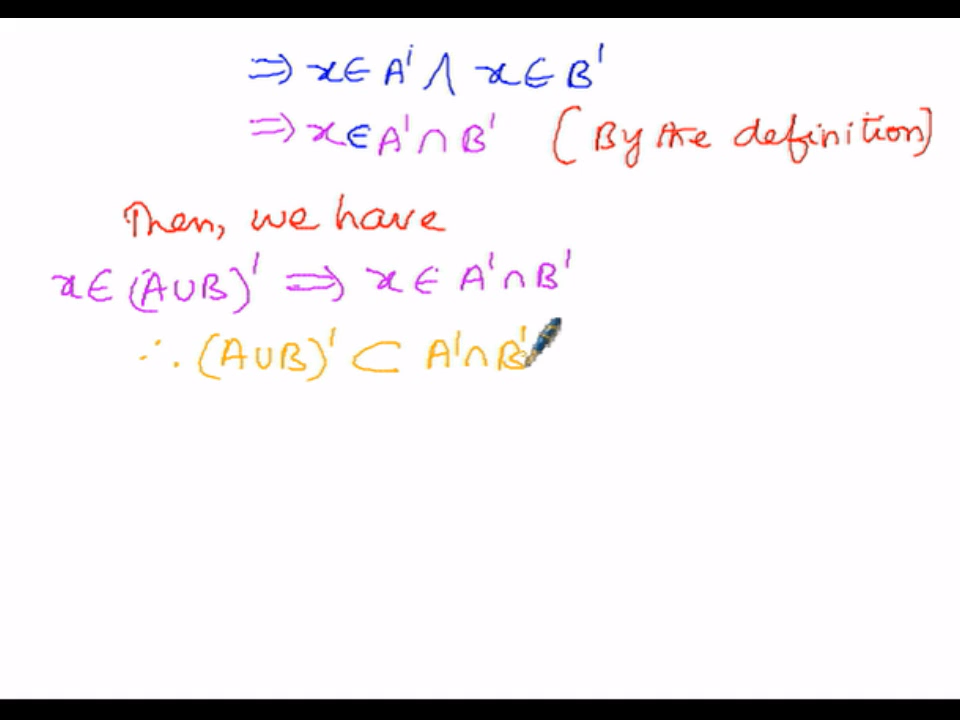 ⇒ x ∈ A' ∧ x ∈ B'
⇒ x ∈ A' ∩ B' (By the definition)
Then, we have
x ∈ (A∪B)' ⇒ x ∈ A' ∩ B'
∴ (A∪B)' ⊂ A' ∩ B'